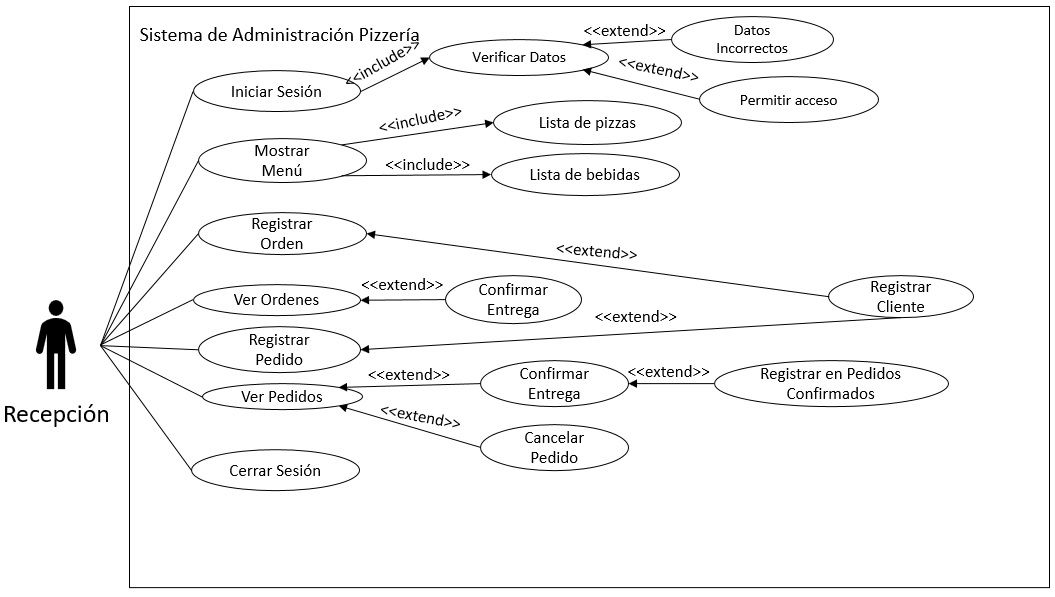 Sistema de Administración Pizzería
<<extend>>
Datos
Incorrectos
<<include>>
Verificar Datos
<<extend>>
Iniciar Sesión
Permitir acceso
<<include>>
Lista de pizzas
Mostrar
Menú
<<include>>
Lista de bebidas
Registrar
Orden
<<extend>>
Ver Ordenes
<<extend>>
Confirmar
Entrega
Registrar
Cliente
<<extend>>
Registrar
Pedido
Ver Pedidos
<<extend>>
Confirmar
Entrega
<<extend>>
Registrar en Pedidos
Confirmados
<<extend>>
Cancelar
Pedido
Recepción
Cerrar Sesión